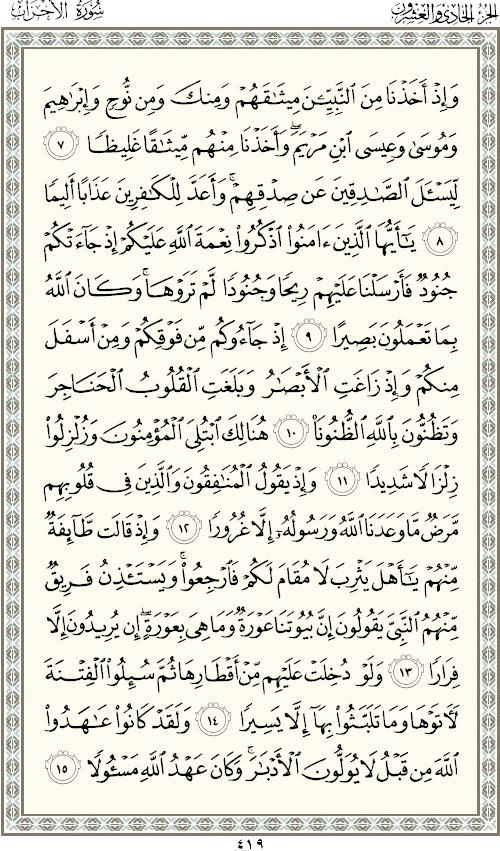 الجزء الحادي والعشرون
سورة الأحزاب
وَإِذْ أَخَذْنَا مِنَ ٱلنَّبِيِّـۧنَ مِيثَـٰقَهُمْ وَمِنكَ وَمِن نُّوحٍ وَإِبْرَٰهِيمَ
وَمُوسَىٰ وَعِيسَى ٱبْنِ مَرْيَمَ ۖ وَأَخَذْنَا مِنْهُم مِّيثَـٰقًا غَلِيظًا ٧
لِّيَسْـَٔلَ ٱلصَّـٰدِقِينَ عَن صِدْقِهِمْ ۚ وَأَعَدَّ لِلْكَـٰفِرِينَ عَذَابًا أَلِيمًا
٨ يَـٰٓأَيُّهَا ٱلَّذِينَ ءَامَنُوا۟ ٱذْكُرُوا۟ نِعْمَةَ ٱللَّهِ عَلَيْكُمْ إِذْ جَآءَتْكُمْ
جُنُودٌ فَأَرْسَلْنَا عَلَيْهِمْ رِيحًا وَجُنُودًا لَّمْ تَرَوْهَا ۚ وَكَانَ ٱللَّهُ
بِمَا تَعْمَلُونَ بَصِيرًا ٩ إِذْ جَآءُوكُم مِّن فَوْقِكُمْ وَمِنْ أَسْفَلَ
مِنكُمْ وَإِذْ زَاغَتِ ٱلْأَبْصَـٰرُ وَبَلَغَتِ ٱلْقُلُوبُ ٱلْحَنَاجِرَ
وَتَظُنُّونَ بِٱللَّهِ ٱلظُّنُونَا۠ ١٠ هُنَالِكَ ٱبْتُلِىَ ٱلْمُؤْمِنُونَ وَزُلْزِلُوا۟
زِلْزَالًا شَدِيدًا ١١ وَإِذْ يَقُولُ ٱلْمُنَـٰفِقُونَ وَٱلَّذِينَ فِى قُلُوبِهِم
مَّرَضٌ مَّا وَعَدَنَا ٱللَّهُ وَرَسُولُهُۥٓ إِلَّا غُرُورًا ١٢ وَإِذْ قَالَت طَّآئِفَةٌ
مِّنْهُمْ يَـٰٓأَهْلَ يَثْرِبَ لَا مُقَامَ لَكُمْ فَٱرْجِعُوا۟ ۚ وَيَسْتَـْٔذِنُ فَرِيقٌ
مِّنْهُمُ ٱلنَّبِىَّ يَقُولُونَ إِنَّ بُيُوتَنَا عَوْرَةٌ وَمَا هِىَ بِعَوْرَةٍ ۖ إِن يُرِيدُونَ إِلَّا
فِرَارًا ١٣ وَلَوْ دُخِلَتْ عَلَيْهِم مِّنْ أَقْطَارِهَا ثُمَّ سُئِلُوا۟ ٱلْفِتْنَةَ
لَـَٔاتَوْهَا وَمَا تَلَبَّثُوا۟ بِهَآ إِلَّا يَسِيرًا ١٤ وَلَقَدْ كَانُوا۟ عَـٰهَدُوا۟
ٱللَّهَ مِن قَبْلُ لَا يُوَلُّونَ ٱلْأَدْبَـٰرَ ۚ وَكَانَ عَهْدُ ٱللَّهِ مَسْـُٔولًا ١٥
٤١٩